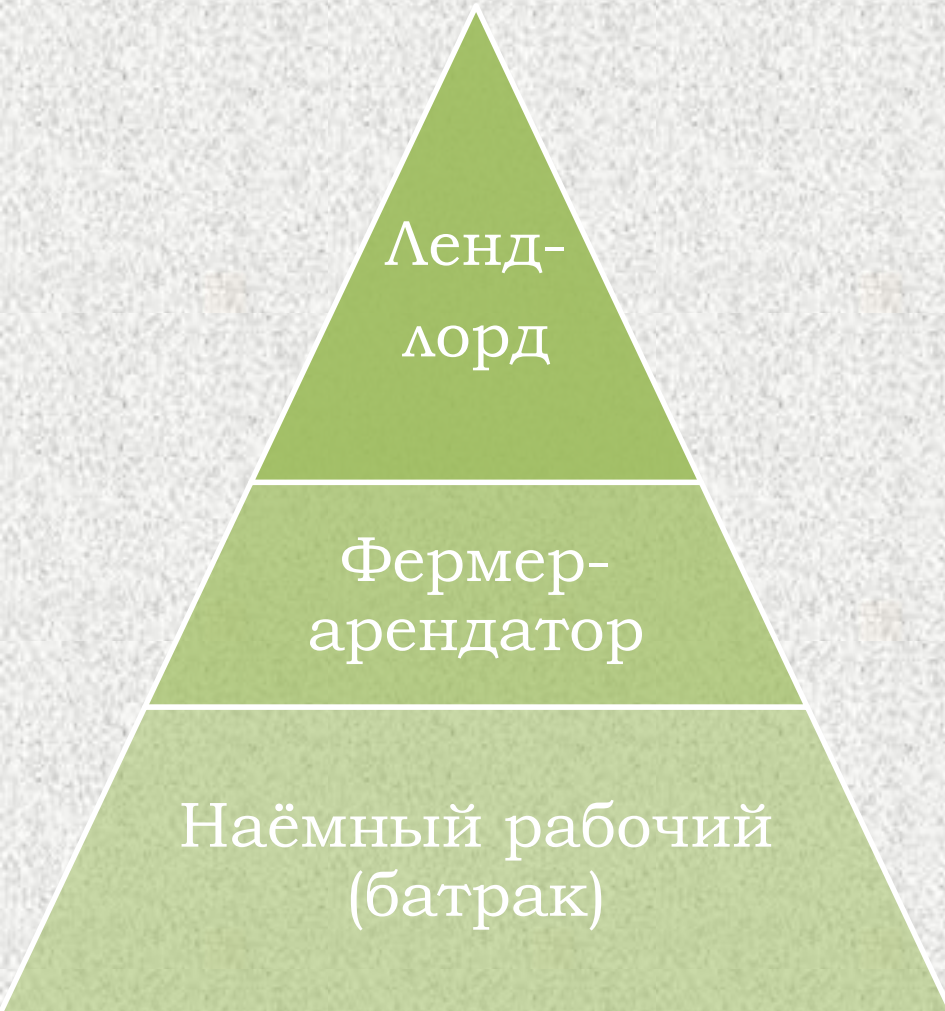 Ленд-
лорд
Фермер-
арендатор
Наёмный рабочий
(батрак)